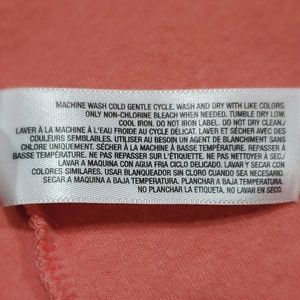 MACHINE WASH COLD GENTLE CYCLE. WASH AND DRY WITH LIKE COLORS.
ONLY NON-CHLORINE BLEACH WHEN NEEDED. TUMBLE DRY LOW.
COOL IRON. DO NOT IRON LABEL. DO NOT DRY CLEAN./
LAVER À LA MACHINE À L'EAU FROIDE AU CYCLE DÉLICAT. LAVER ET SÉCHER AVEC DES
COULEURS SEMBLABLES. UTILISER AU BESOIN UN AGENT DE BLANCHIMENT SANS
CHLORE UNIQUEMENT. SÉCHER À LA MACHINE À BASSE TEMPÉRATURE. REPASSER À
BASSE TEMPÉRATURE. NE PAS REPASSER SUR L'ÉTIQUETTE. NE PAS NETTOYER À SEC./
LAVAR A MAQUINA CON AGUA FRIA CICLO DELICADO. LAVAR Y SECAR CON
COLORES SIMILARES. USAR BLANQUEADOR SIN CLORO CUANDO SEA NECESARIO.
SECAR A MAQUINA A BAJA TEMPERATURA. PLANCHAR A BAJA TEMPERATURA.
NO PLANCHAR LA ETIQUETA. NO LAVAR EN SÉCO.